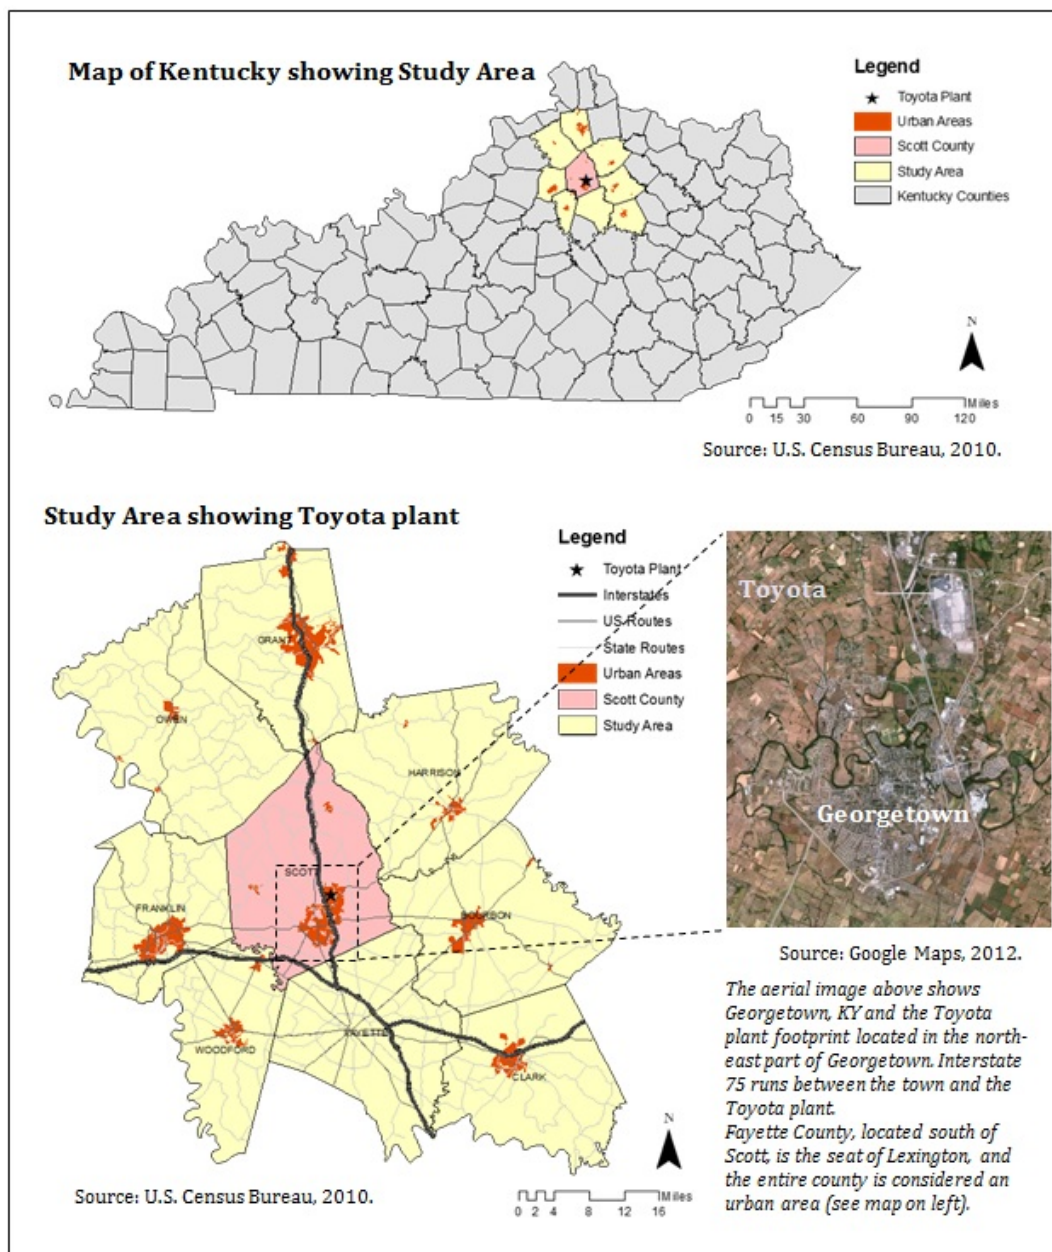 Map of Kentucky showing Study Area
Legend
Toyota Plant
Urban Areas
Scott County
Study Area
Kentucky Counties
N
Miles
0 15 30 60 90 120
Source: U.S. Census Bureau, 2010.
Study Area showing Toyota plant
Legend
Toyota Plant
Interstates
US Routes
State Routes
Urban Areas
Scott County
Study Area
GRANT
OWEN
HARRISON
SCOTT
FRANKLIN
BOURBON
FAYETTE
WOODFORD
CLARK
N
Miles
0 2 4 8 12 16
Source: U.S. Census Bureau, 2010.
Toyota
Georgetown
Source: Google Maps, 2012.
The aerial image above shows
Georgetown, KY and the Toyota
plant footprint located in the north-
east part of Georgetown. Interstate
75 runs between the town and the
Toyota plant.
Fayette County, located south of
Scott, is the seat of Lexington, and
the entire county is considered an
urban area (see map on left).